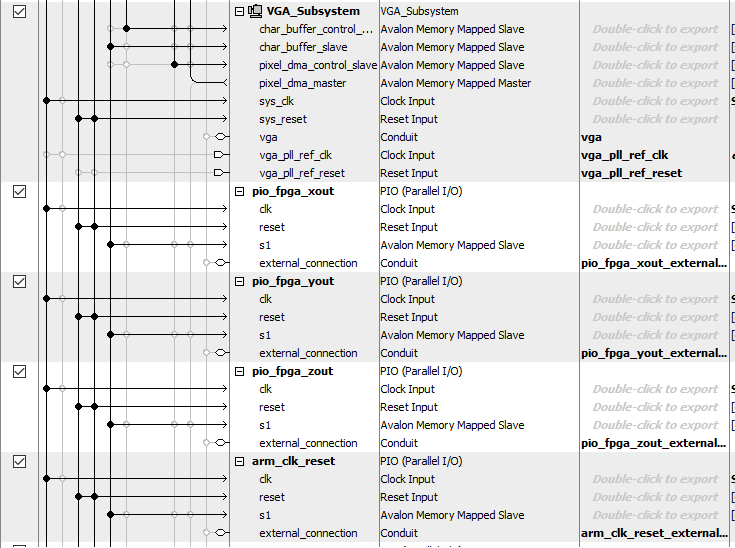 VGA_Subsystem VGA_Subsystem
char_buffer_control_... Avalon Memory Mapped Slave Double-click to export
char_buffer_slave Avalon Memory Mapped Slave Double-click to export
pixel_dma_control_slave Avalon Memory Mapped Slave Double-click to export
pixel_dma_master Avalon Memory Mapped Master Double-click to export
sys_clk Clock Input Double-click to export
sys_reset Reset Input Double-click to export
vga Conduit vga
vga_pll_ref_clk Clock Input vga_pll_ref_clk
vga_pll_ref_reset Reset Input vga_pll_ref_reset
pio_fpga_xout PIO (Parallel I/O)
clk Clock Input Double-click to export
reset Reset Input Double-click to export
s1 Avalon Memory Mapped Slave Double-click to export
external_connection Conduit pio_fpga_xout_external...
pio_fpga_yout PIO (Parallel I/O)
clk Clock Input Double-click to export
reset Reset Input Double-click to export
s1 Avalon Memory Mapped Slave Double-click to export
external_connection Conduit pio_fpga_yout_external...
pio_fpga_zout PIO (Parallel I/O)
clk Clock Input Double-click to export
reset Reset Input Double-click to export
s1 Avalon Memory Mapped Slave Double-click to export
external_connection Conduit pio_fpga_zout_external...
arm_clk_reset PIO (Parallel I/O)
clk Clock Input Double-click to export
reset Reset Input Double-click to export
s1 Avalon Memory Mapped Slave Double-click to export
external_connection Conduit arm_clk_reset_external...